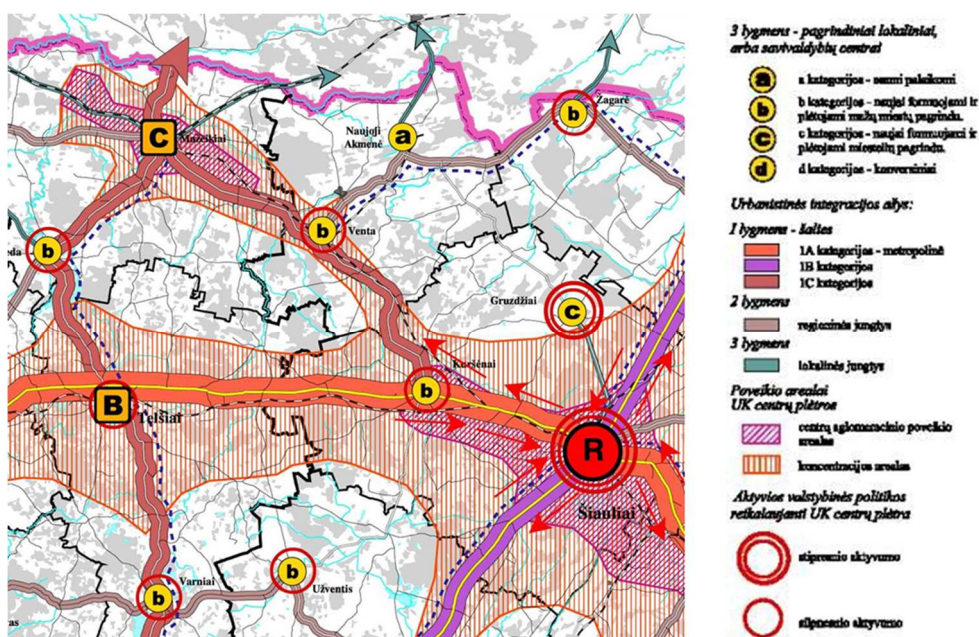 C
Mažeikiai
Naujoji
Akmenė
a
b
Žagarė
b
eda
b
Venta
Gruzdžiai
c
Kuršėnai
b
B
Telšiai
R
Šiauliai
b
Varniai
b
Užventis
tas
3 lygmens - pagrindiniai lokaliniai,
arba savivaldybių centrai
a
a kategorijos - esami palaikomi
b
b kategorijos - naujai formuojami ir
plėtojami mažų miestų pagrindu.
c
c kategorijos - naujai formuojami ir
plėtojami miestelių pagrindu.
d
d kategorijos - konversiniai
Urbanistinės integracijos ašys:
1 lygmens - šalies
1A kategorijos - metropolinė
1B kategorijos
1C kategorijos
2 lygmens
regioninės jungtys
3 lygmens
lokalinės jungtys
Poveikio arealai
UK centrų plėtros
centrų aglomeracinio poveikio
arealas
koncentracijos arealas
Aktyvios valstybinės politikos
reikalaujanti UK centrų plėtra
stipresnio aktyvumo
silpnesnio aktyvumo